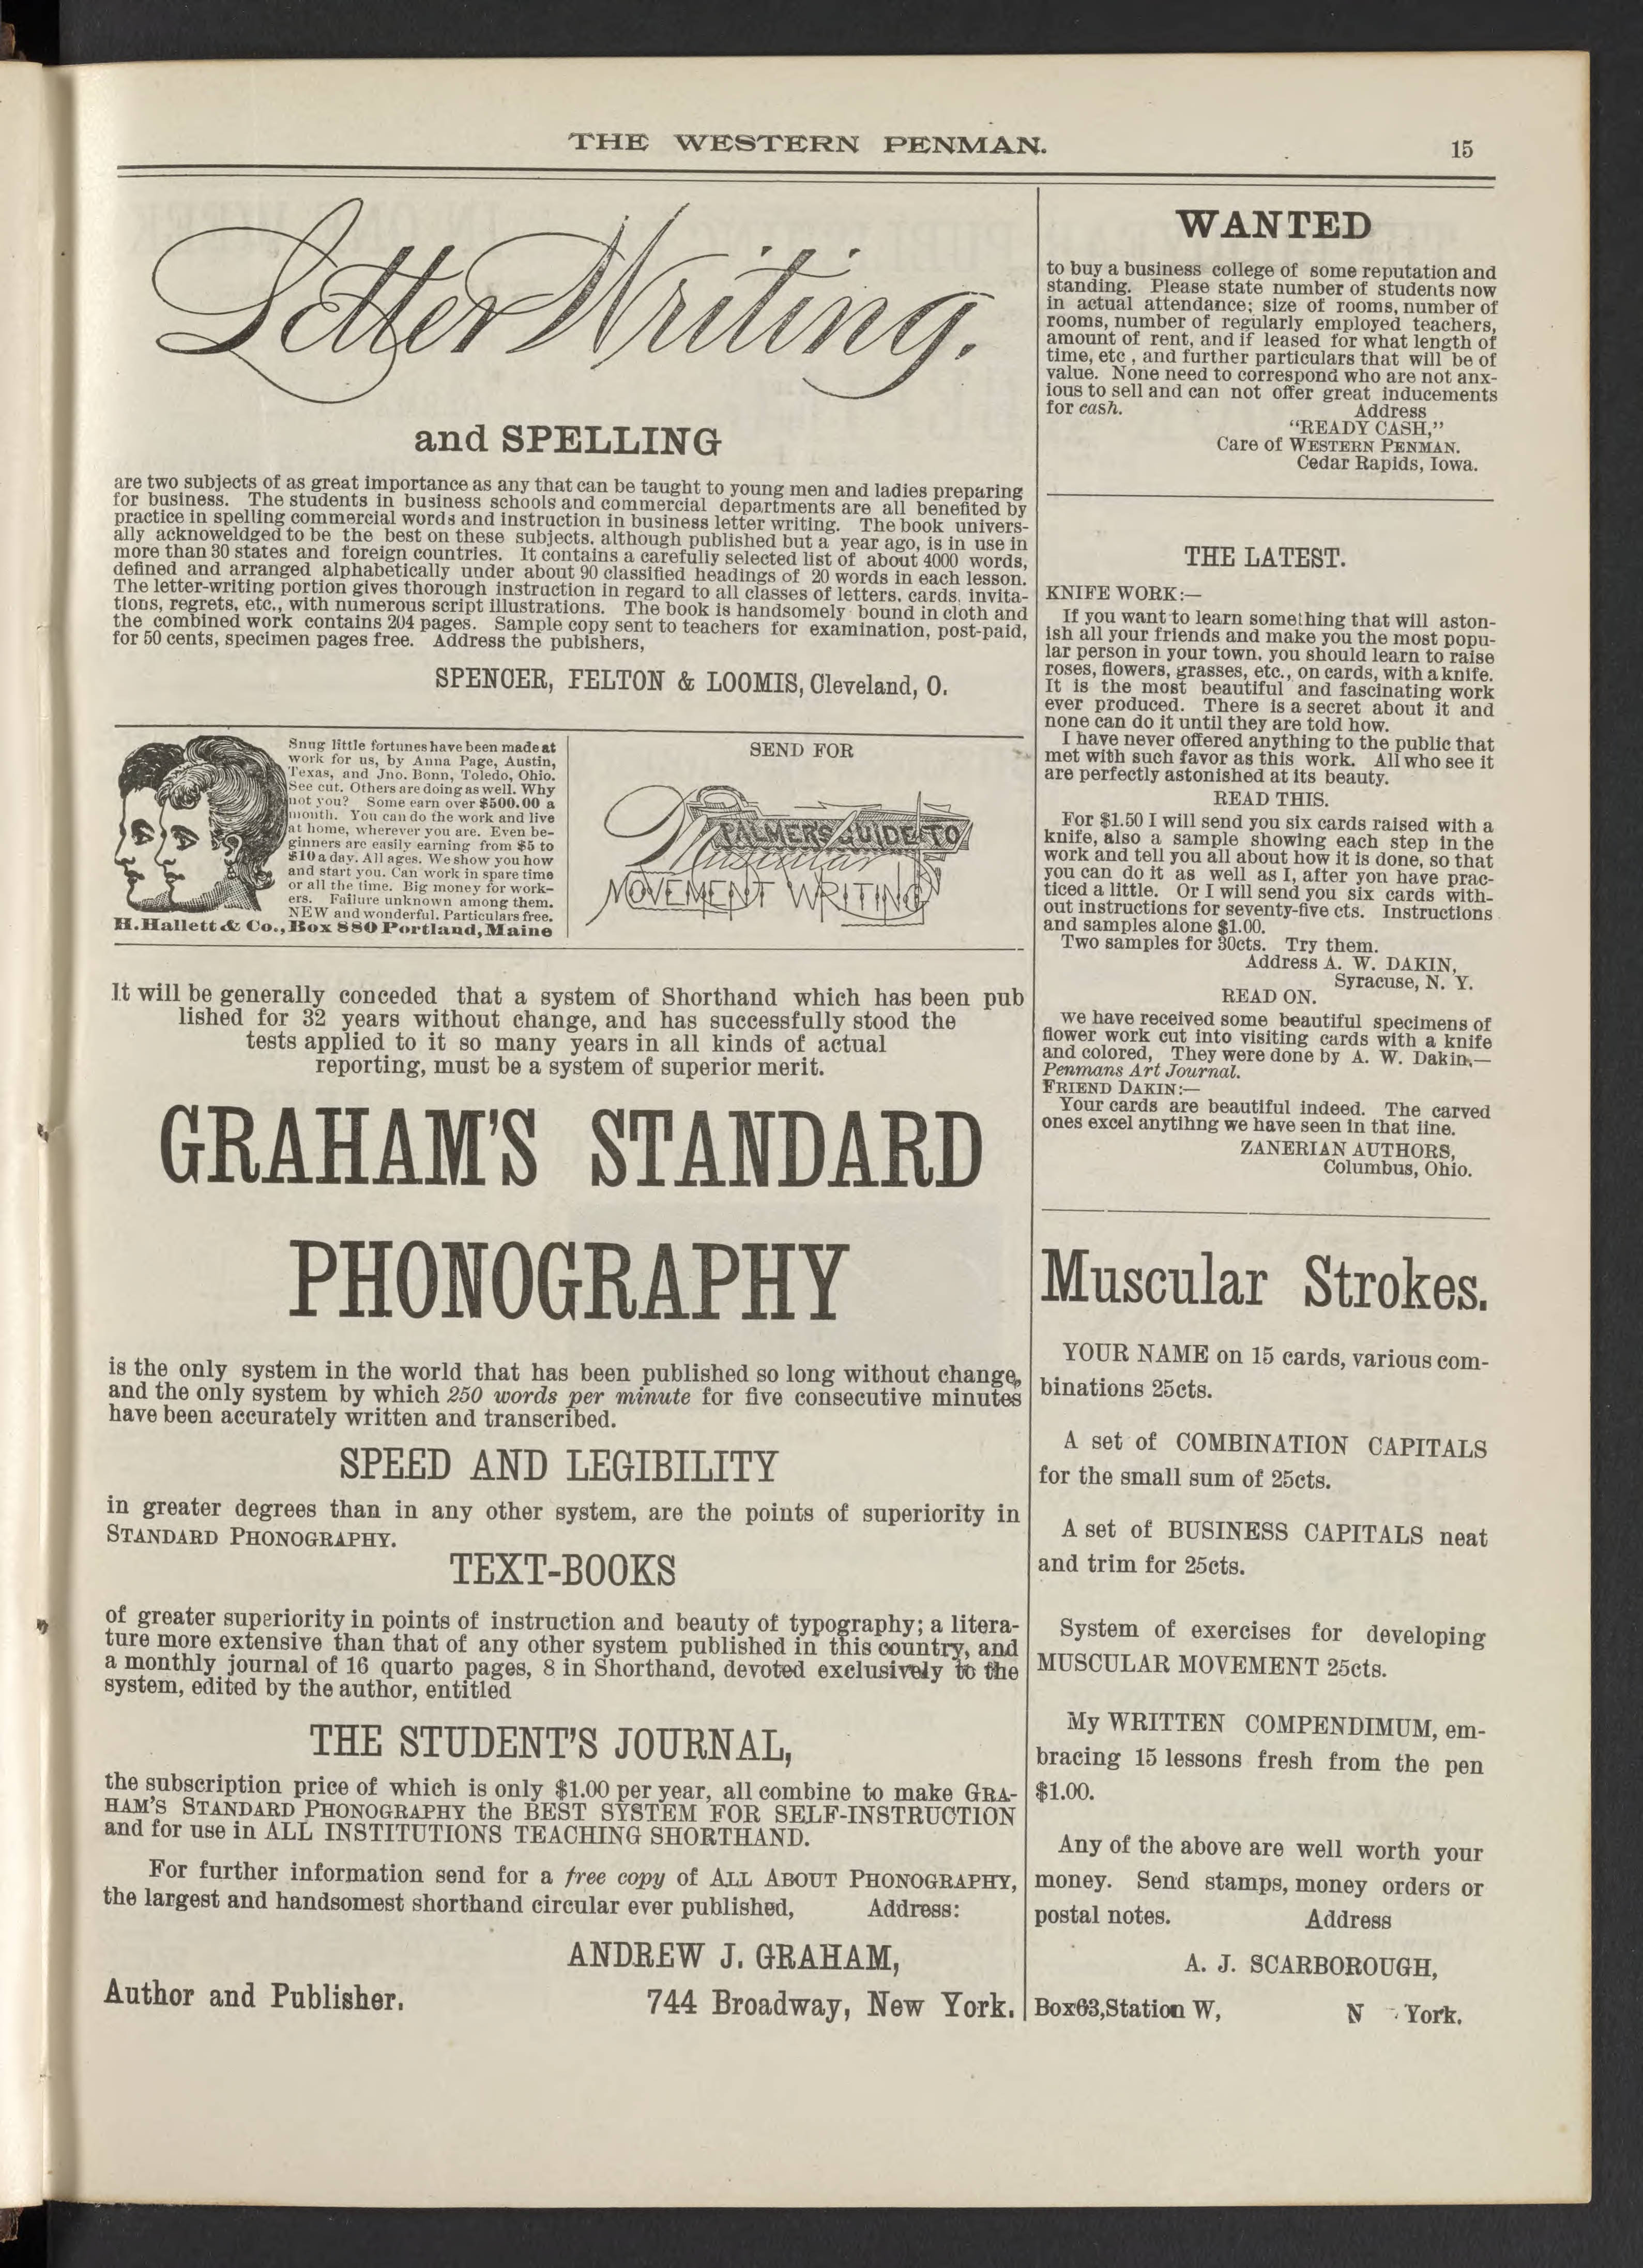 THE WESTERN PENMAN.
15
Letter Writing.
and SPELLING
are two subjects of as great importance as any that can be taught to young men and ladies preparing
for business. The students in business schools and commercial departments are all benefited by
practice in spelling commercial words and instruction in business letter writing. The book univers-
ally acknoweldged to be the best on these subjects, although published but a year ago, is in use in
more than 30 states and foreign countries. It contains a carefully selected list of about 4000 words,
defined and arranged alphabetically under about 90 classified headings of 20 words in each lesson.
The letter-writing portion gives thorough instruction in regard to all classes of letters, cards, invita-
tions, regrets, etc., with numerous script illustrations. The book is handsomely bound in cloth and
the combined work contains 204 pages. Sample copy sent to teachers for examination, post-paid,
for 50 cents, specimen pages free. Address the pubishers,
SPENCER, FELTON & LOOMIS, Cleveland, O.
Snug little fortunes have been made at
work for us, by Anna Page, Austin,
Texas, and Jno. Bonn, Toledo, Ohio.
See cut. Others are doing as well. Why
not you? Some earn over $500.00 a
month. You can do the work and live
at home, wherever you are. Even be-
ginners are easily earning from $5 to
$10 a day. All ages. We show you how
and start you. Can work in spare time
or all the time. Big money for work-
ers. Failure unknown among them.
NEW and wonderful. Particulars free.
H. Hallett & Co., Box 880 Portland, Maine
SEND FOR
PALMER'S GUIDE TO
Muscular
MOVEMENT WRITING
It will be generally conceded that a system of Shorthand which has been pub
lished for 32 years without change, and has successfully stood the
tests applied to it so many years in all kinds of actual
reporting, must be a system of superior merit.
GRAHAM'S STANDARD
PHONOGRAPHY
is the only system in the world that has been published so long without change,
and the only system by which 250 words per minute for five consecutive minutes
have been accurately written and transcribed.
SPEED AND LEGIBILITY
in greater degrees than in any other system, are the points of superiority in
STANDARD PHONOGRAPHY.
TEXT-BOOKS
of greater superiority in points of instruction and beauty of typography; a litera-
ture more extensive than that of any other system published in this country, and
a monthly journal of 16 quarto pages, 8 in Shorthand, devoted exclusively to the
system, edited by the author, entitled
THE STUDENT'S JOURNAL,
the subscription price of which is only $1.00 per year, all combine to make GRA-
HAM'S STANDARD PHONOGRAPHY the BEST SYSTEM FOR SELF-INSTRUCTION
and for use in ALL INSTITUTIONS TEACHING SHORTHAND.
For further information send for a free copy of ALL ABOUT PHONOGRAPHY,
the largest and handsomest shorthand circular ever published, Address:
ANDREW J. GRAHAM,
Author and Publisher. 744 Broadway, New York.
WANTED
to buy a business college of some reputation and
standing. Please state number of students now
in actual attendance; size of rooms, number of
rooms, number of regularly employed teachers,
amount of rent, and if leased for what length of
time, etc , and further particulars that will be of
value. None need to correspond who are not anx-
ious to sell and can not offer great inducements
for cash. Address
"READY CASH,"
Care of WESTERN PENMAN.
Cedar Rapids, Iowa.
THE LATEST.
KNIFE WORK:—
If you want to learn something that will aston-
ish all your friends and make you the most popu-
lar person in your town, you should learn to raise
roses, flowers, grasses, etc., on cards, with a knife.
It is the most beautiful and fascinating work
ever produced. There is a secret about it and
none can do it until they are told how.
I have never offered anything to the public that
met with such favor as this work. All who see it
are perfectly astonished at its beauty.
READ THIS.
For $1.50 I will send you six cards raised with a
knife, also a sample showing each step in the
work and tell you all about how it is done, so that
you can do it as well as I, after yon have prac-
ticed a little. Or I will send you six cards with-
out instructions for seventy-five cts. Instructions
and samples alone $1.00.
Two samples for 30cts. Try them.
Address A. W. DAKIN,
Syracuse, N. Y.
READ ON.
we have received some beautiful specimens of
flower work cut into visiting cards with a knife
and colored, They were done by A. W. Dakin,—
Penmans Art Journal.
FRIEND DAKIN:—
Your cards are beautiful indeed. The carved
ones excel anytihng we have seen in that iine.
ZANERIAN AUTHORS,
Columbus, Ohio.
Muscular Strokes.
YOUR NAME on 15 cards, various com-
binations 25cts.
A set of COMBINATION CAPITALS
for the small sum of 25cts.
A set of BUSINESS CAPITALS neat
and trim for 25cts.
System of exercises for developing
MUSCULAR MOVEMENT 25cts.
My WRITTEN COMPENDIMUM, em-
bracing 15 lessons fresh from the pen
$1.00.
Any of the above are well worth your
money. Send stamps, money orders or
postal notes. Address
A. J. SCARBOROUGH,
Box63,Station W, N York.